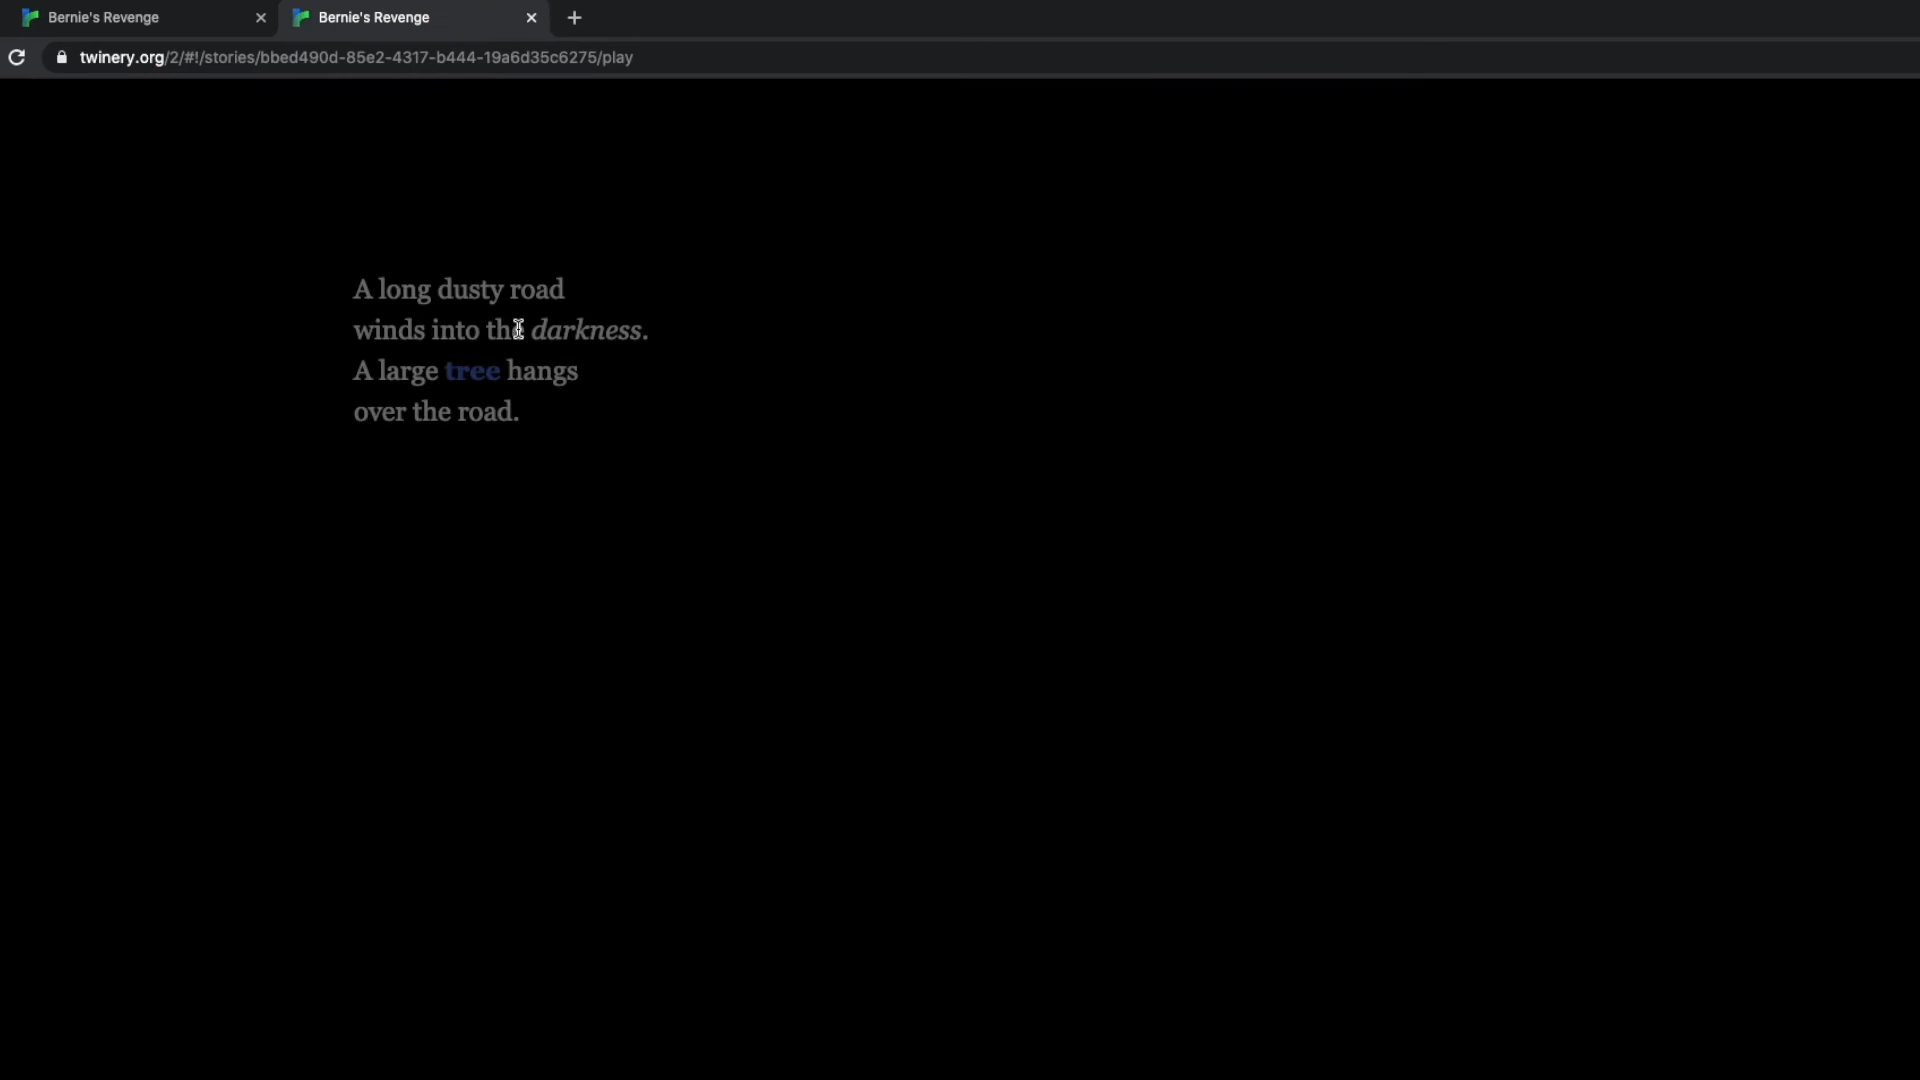 Bernie's Revenge
Bernie's Revenge
twinery.org/2/#!/stories/bbed490d-85e2-4317-b444-19a6d35c6275/play
A long dusty road
winds into the darkness.
A large tree hangs
over the road.